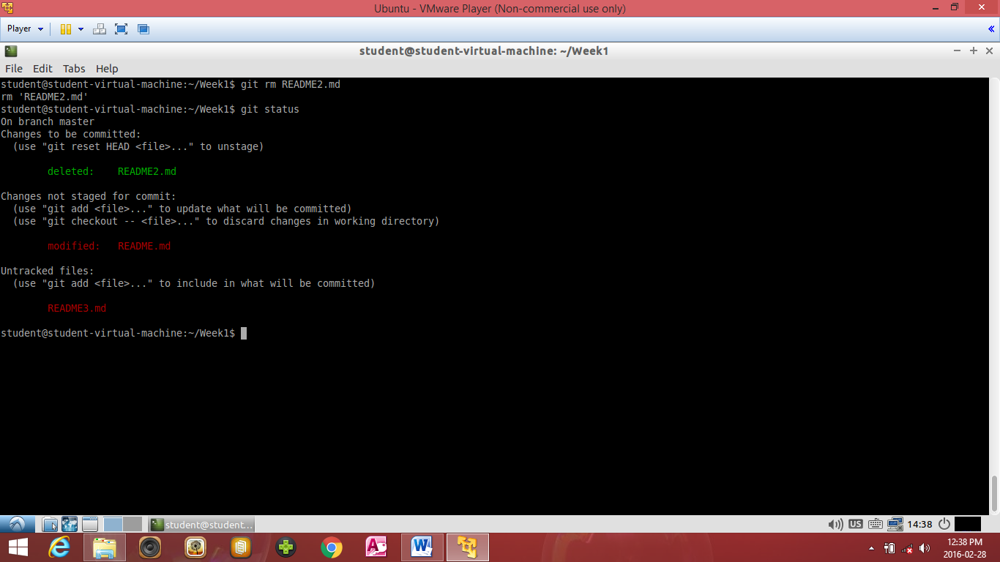 Ubuntu - VMware Player (Non-commercial use only)
Player
student@student-virtual-machine: ~/Week1
File Edit Tabs Help
student@student-virtual-machine:~/Week1$ git rm README2.md
rm 'README2.md'
student@student-virtual-machine:~/Week1$ git status
On branch master
Changes to be committed:
  (use "git reset HEAD <file>..." to unstage)
        deleted:    README2.md
Changes not staged for commit:
  (use "git add <file>..." to update what will be committed)
  (use "git checkout -- <file>..." to discard changes in working directory)
        modified:   README.md
Untracked files:
  (use "git add <file>..." to include in what will be committed)
        README3.md
student@student-virtual-machine:~/Week1$
student@student... US 14:38
12:38 PM
2016-02-28